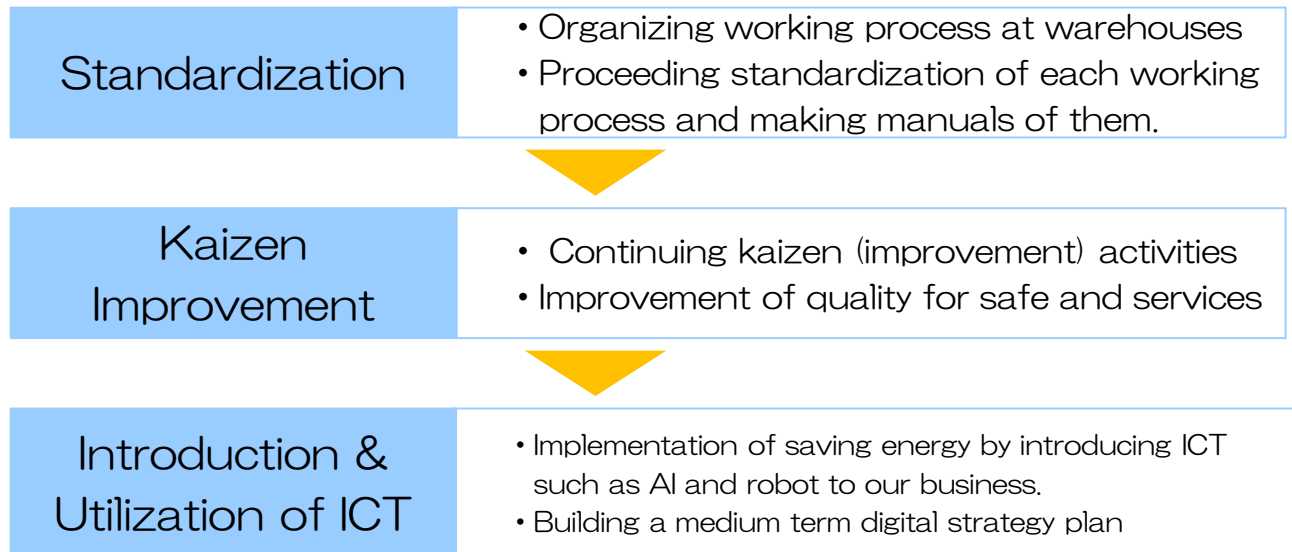 Standardization
• Organizing working process at warehouses
• Proceeding standardization of each working
process and making manuals of them.
Kaizen
Improvement
• Continuing kaizen (improvement) activities
• Improvement of quality for safe and services
Introduction &
Utilization of ICT
• Implementation of saving energy by introducing ICT
such as AI and robot to our business.
• Building a medium term digital strategy plan